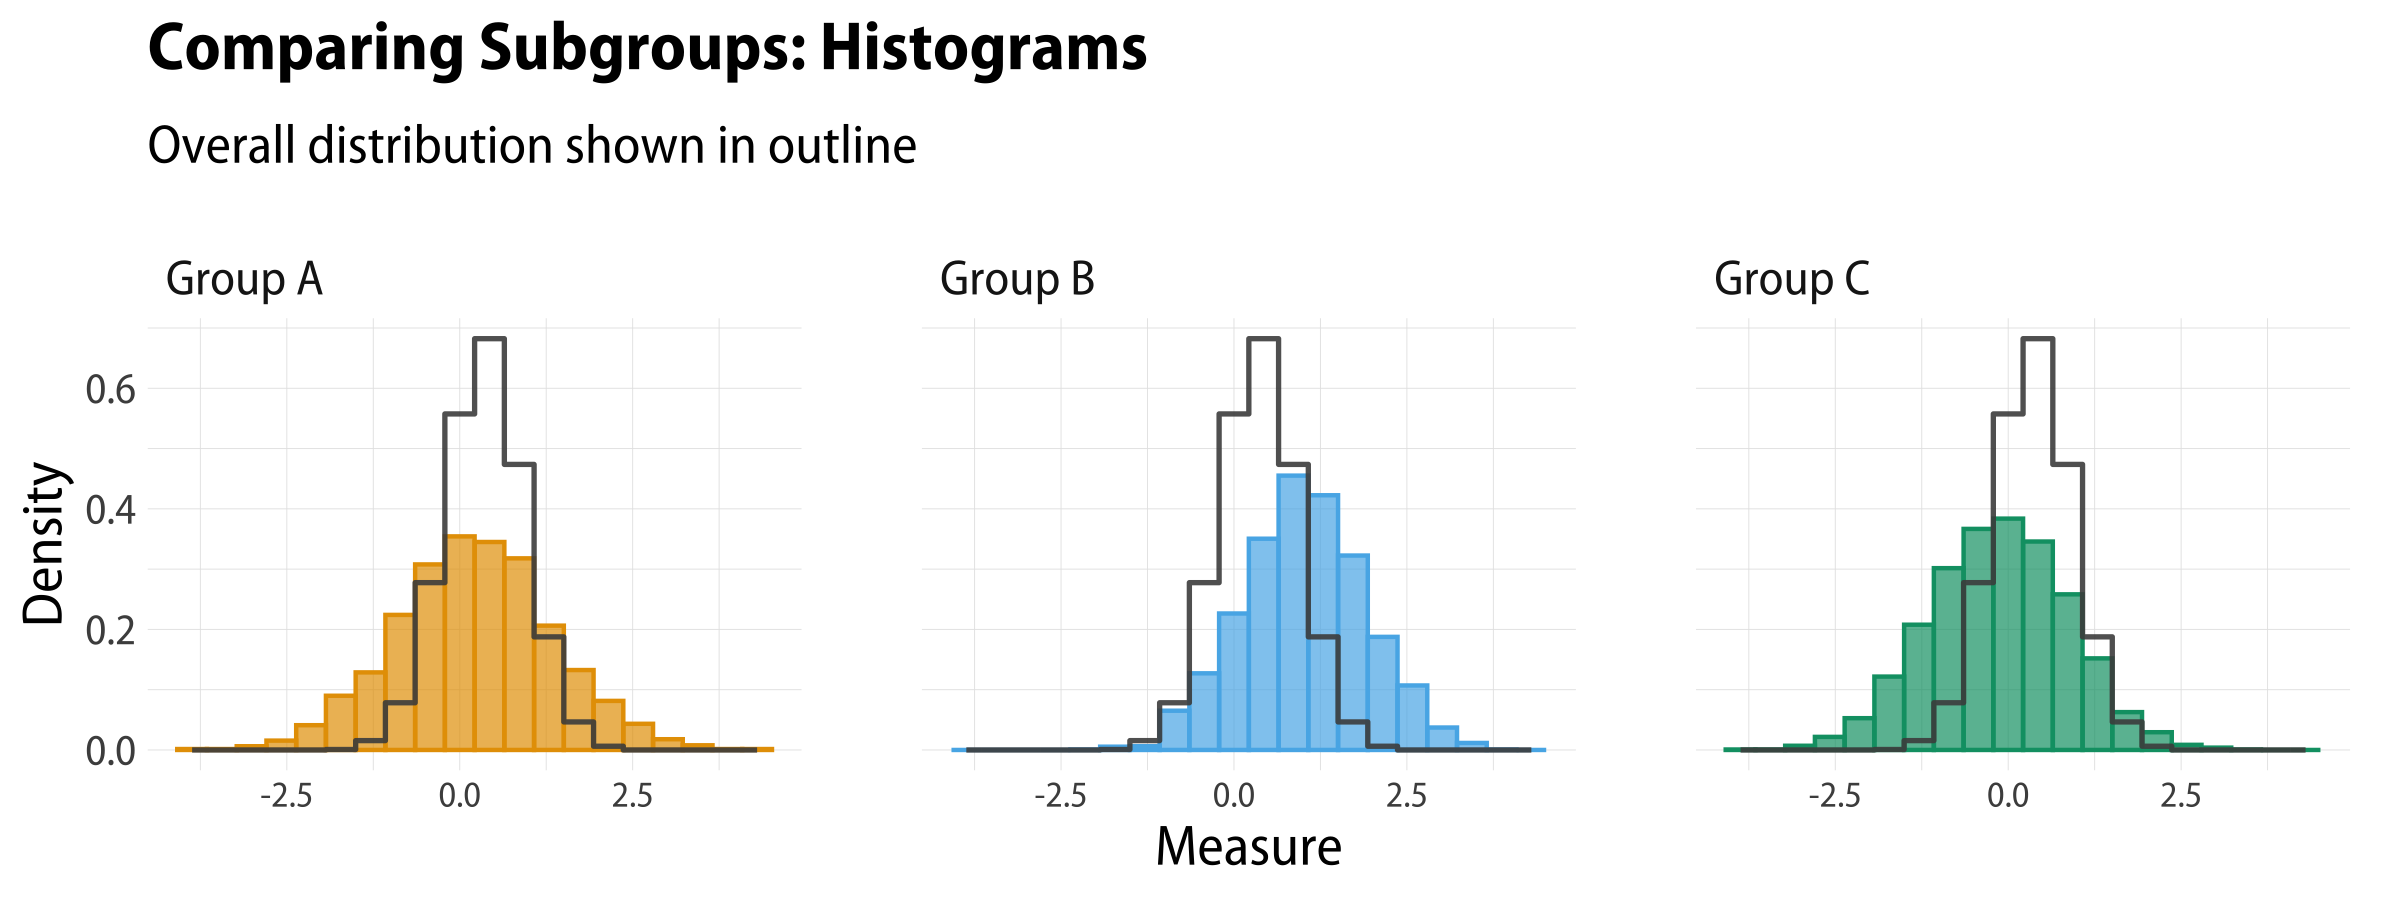 Comparing Subgroups: Histograms
Overall distribution shown in outline
Group A
Group B
Group C
Density
0.6
0.4
0.2
0.0
-2.5 0.0 2.5
-2.5 0.0 2.5
-2.5 0.0 2.5
Measure